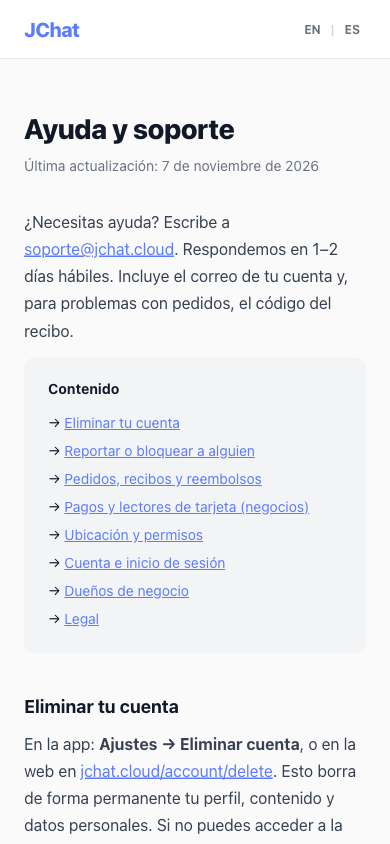 JChat
EN | ES
Ayuda y soporte
Última actualización: 7 de noviembre de 2026
¿Necesitas ayuda? Escribe a
soporte@jchat.cloud. Respondemos en 1–2
días hábiles. Incluye el correo de tu cuenta y,
para problemas con pedidos, el código del
recibo.
Contenido
→ Eliminar tu cuenta
→ Reportar o bloquear a alguien
→ Pedidos, recibos y reembolsos
→ Pagos y lectores de tarjeta (negocios)
→ Ubicación y permisos
→ Cuenta e inicio de sesión
→ Dueños de negocio
→ Legal
Eliminar tu cuenta
En la app: Ajustes → Eliminar cuenta, o en la
web en jchat.cloud/account/delete. Esto borra
de forma permanente tu perfil, contenido y
datos personales. Si no puedes acceder a la